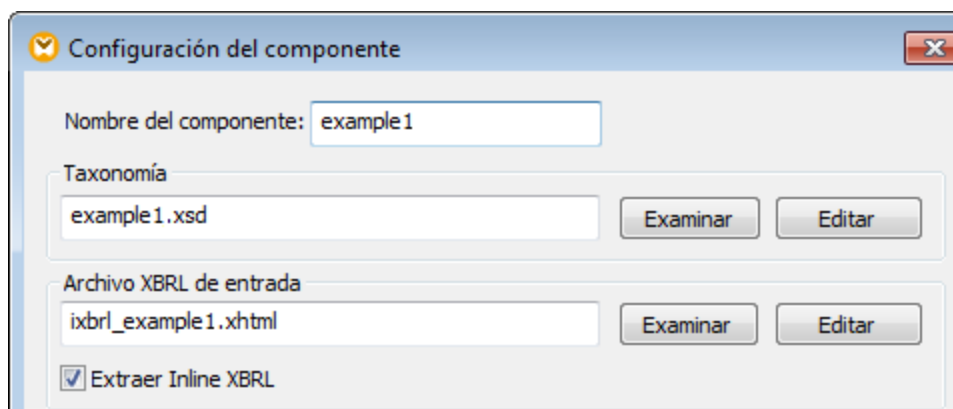 Configuración del componente
Nombre del componente: example1
Taxonomía
example1.xsd Examinar Editar
Archivo XBRL de entrada
ixbrl_example1.xhtml Examinar Editar
Extraer Inline XBRL